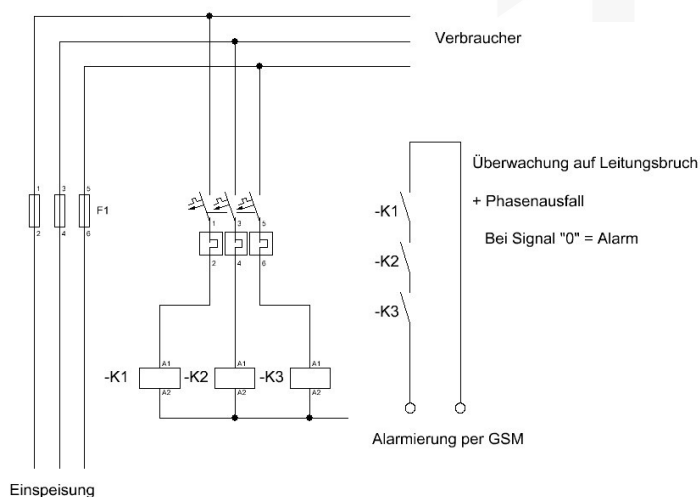 Verbraucher
Überwachung auf Leitungsbruch
+ Phasenausfall
Bei Signal "0" = Alarm
1 3 5
F1
2 4 6
1 3 5
2 4 6
-K1
-K2
-K3
A1 A1 A1
-K1 -K2 -K3
A2 A2 A2
Alarmierung per GSM
Einspeisung